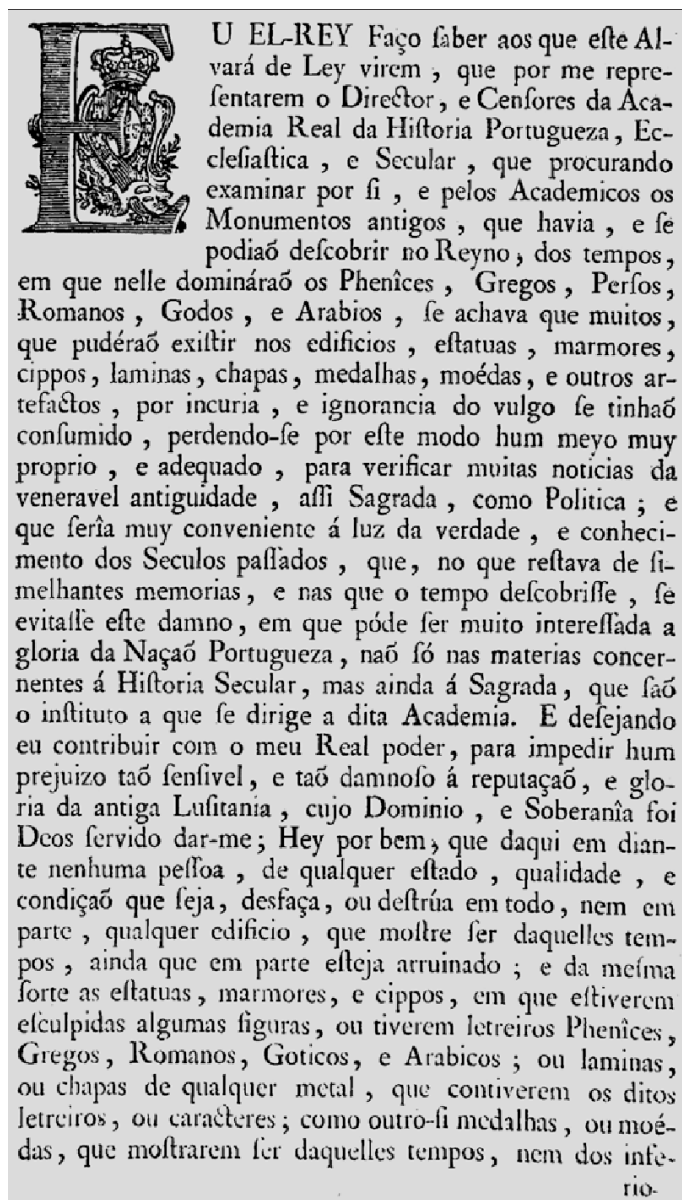 EU EL-REY Faço ſaber aos que eſte Al-
vará de Ley virem, que por me repre-
ſentarem o Director, e Cenſores da Aca-
demia Real da Hiſtoria Portugueza, Ec-
cleſiaſtica, e Secular, que procurando
examinar por ſi, e pelos Academicos os
Monumentos antigos, que havia, e ſe
podiaõ deſcobrir no Reyno, dos tempos,
em que nelle domináraõ os Phenîces, Gregos, Perſos,
Romanos, Godos, e Arabios, ſe achava que muitos,
que pudéraõ exiſtir nos edificios, eſtatuas, marmores,
cippos, laminas, chapas, medalhas, moédas, e outros ar-
tefactos, por incuria, e ignorancia do vulgo ſe tinhaõ
conſumido, perdendo-ſe por eſte modo hum meyo muy
proprio, e adequado, para verificar muitas noticias da
veneravel antiguidade, aſſi Sagrada, como Politica; e
que ſerîa muy conveniente á luz da verdade, e conheci-
mento dos Seculos paſſados, que, no que reſtava de ſi-
melhantes memorias, e nas que o tempo deſcobriſſe, ſe
evitaſſe eſte damno, em que póde ſer muito intereſſada a
gloria da Naçaõ Portugueza, naõ ſó nas materias concer-
nentes á Hiſtoria Secular, mas ainda á Sagrada, que ſaõ
o inſtituto a que ſe dirige a dita Academia. E deſejando
eu contribuir com o meu Real poder, para impedir hum
prejuizo taõ ſenſivel, e taõ damnoſo á reputaçaõ, e glo-
ria da antiga Luſitania, cujo Dominio, e Soberanîa foi
Deos ſervido dar-me; Hey por bem, que daqui em dian-
te nenhuma peſſoa, de qualquer eſtado, qualidade, e
condiçaõ que ſeja, desfaça, ou deſtrúa em todo, nem em
parte, qualquer edificio, que moſtre ſer daquelles tem-
pos, ainda que em parte eſteja arruinado; e da meſma
ſorte as eſtatuas, marmores, e cippos, em que eſtiverem
eſculpidas algumas figuras, ou tiverem letreiros Phenîces,
Gregos, Romanos, Goticos, e Arabicos; ou laminas,
ou chapas de qualquer metal, que contiverem os ditos
letreiros, ou caracteres; como outro-ſi medalhas, ou moé-
das, que moſtrarem ſer daquelles tempos, nem dos infe-
rio-